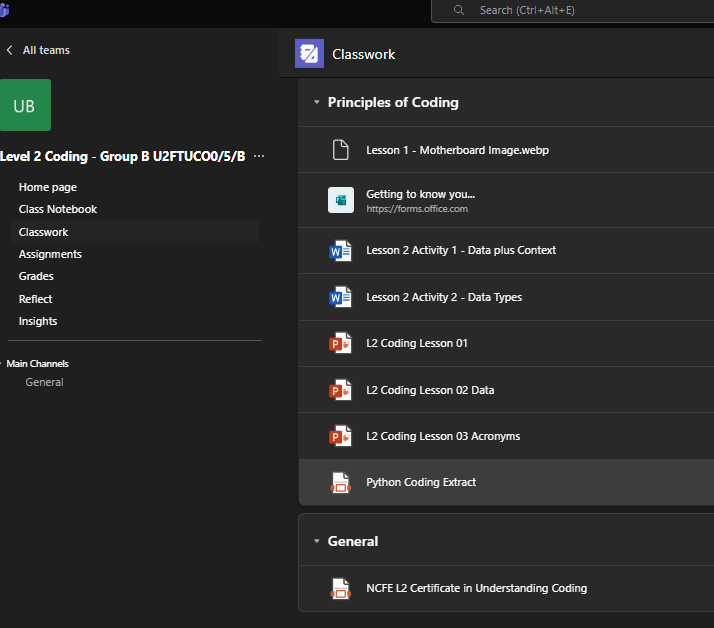 Search (Ctrl+Alt+E)
All teams
Classwork
UB
Level 2 Coding - Group B U2FTUCO0/5/B ...
Home page
Class Notebook
Classwork
Assignments
Grades
Reflect
Insights
Main Channels
General
Principles of Coding
Lesson 1 - Motherboard Image.webp
Getting to know you...
https://forms.office.com
W
Lesson 2 Activity 1 - Data plus Context
W
Lesson 2 Activity 2 - Data Types
P
L2 Coding Lesson 01
P
L2 Coding Lesson 02 Data
P
L2 Coding Lesson 03 Acronyms
Python Coding Extract
General
NCFE L2 Certificate in Understanding Coding